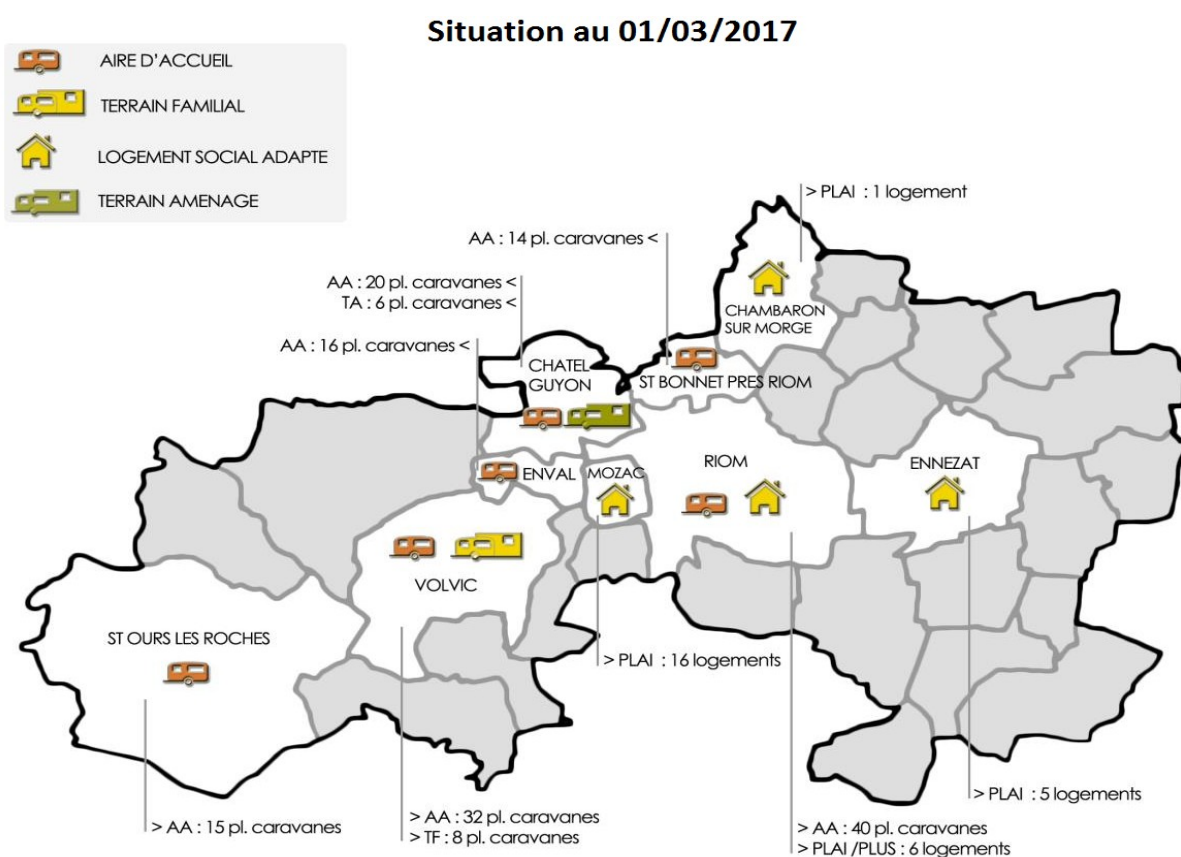 Situation au 01/03/2017
AIRE D'ACCUEIL
TERRAIN FAMILIAL
LOGEMENT SOCIAL ADAPTE
TERRAIN AMENAGE
> PLAI : 1 logement
AA : 14 pl. caravanes <
AA : 20 pl. caravanes <
TA : 6 pl. caravanes <
AA : 16 pl. caravanes <
CHAMBARON
SUR MORGE
CHATEL
GUYON
ST BONNET PRES RIOM
ENVAL
MOZAC
RIOM
ENNEZAT
VOLVIC
ST OURS LES ROCHES
> PLAI : 16 logements
> PLAI : 5 logements
> AA : 15 pl. caravanes
> AA : 32 pl. caravanes
> TF : 8 pl. caravanes
> AA : 40 pl. caravanes
> PLAI /PLUS : 6 logements